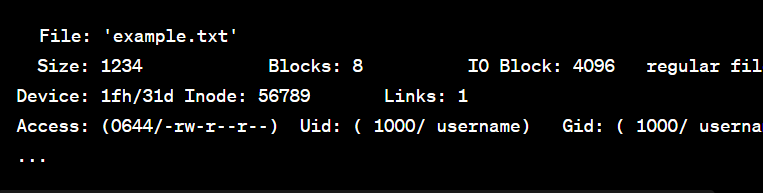 File: 'example.txt'
Size: 1234 Blocks: 8 IO Block: 4096 regular fil
Device: 1fh/31d Inode: 56789 Links: 1
Access: (0644/-rw-r--r--) Uid: ( 1000/ username) Gid: ( 1000/ userna
...